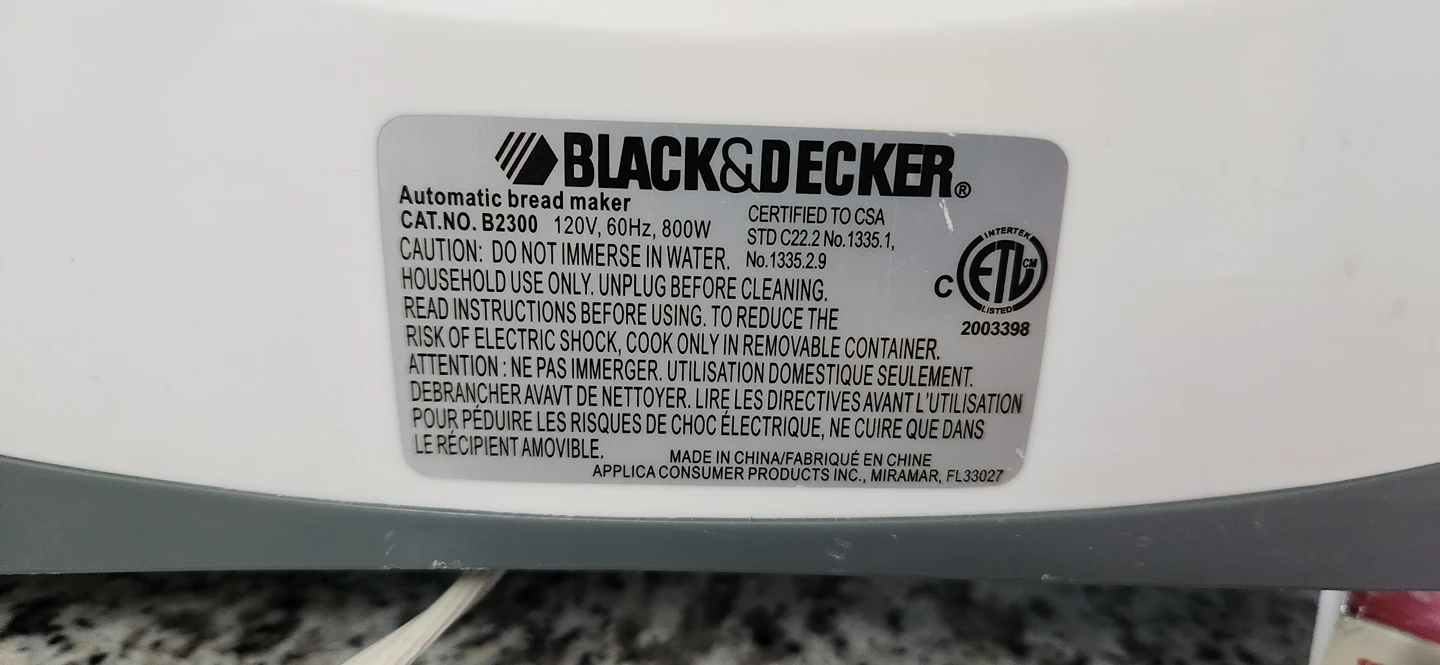 BLACK&DECKER®
Automatic bread maker
CAT.NO. B2300 120V, 60Hz, 800W
CERTIFIED TO CSA
STD C22.2 No.1335.1,
No.1335.2.9
CAUTION: DO NOT IMMERSE IN WATER.
HOUSEHOLD USE ONLY. UNPLUG BEFORE CLEANING.
READ INSTRUCTIONS BEFORE USING. TO REDUCE THE
RISK OF ELECTRIC SHOCK, COOK ONLY IN REMOVABLE CONTAINER.
ATTENTION : NE PAS IMMERGER. UTILISATION DOMESTIQUE SEULEMENT.
DEBRANCHER AVAVT DE NETTOYER. LIRE LES DIRECTIVES AVANT L'UTILISATION
POUR PÉDUIRE LES RISQUES DE CHOC ÉLECTRIQUE, NE CUIRE QUE DANS
LE RÉCIPIENT AMOVIBLE.
MADE IN CHINA/FABRIQUÉ EN CHINE
APPLICA CONSUMER PRODUCTS INC., MIRAMAR, FL33027
INTERTEK
C ETL CM
LISTED
2003398